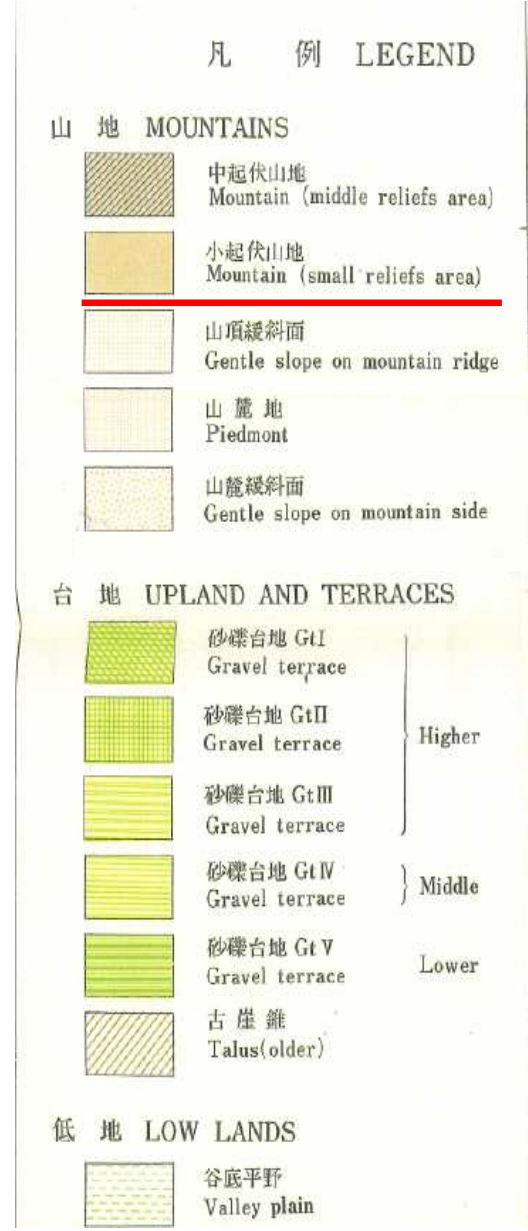 凡 例 LEGEND
山 地 MOUNTAINS
中起伏山地
Mountain (middle reliefs area)
小起伏山地
Mountain (small reliefs area)
山頂緩斜面
Gentle slope on mountain ridge
山 麓 地
Piedmont
山麓緩斜面
Gentle slope on mountain side
台 地 UPLAND AND TERRACES
砂礫台地 GtI
Gravel terrace
砂礫台地 GtII
Gravel terrace
Higher
砂礫台地 GtIII
Gravel terrace
砂礫台地 GtIV
Gravel terrace
Middle
砂礫台地 GtV
Gravel terrace
Lower
古 崖 錐
Talus(older)
低 地 LOW LANDS
谷底平野
Valley plain